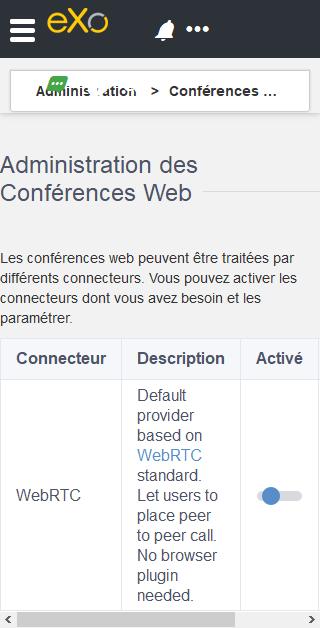 eXo
Administration > Conférences ...
Administration des
Conférences Web
Les conférences web peuvent être traitées par
différents connecteurs. Vous pouvez activer les
connecteurs dont vous avez besoin et les
paramétrer.
Connecteur Description Activé
Default
provider
based on
WebRTC
standard.
WebRTC Let users to
place peer
to peer call.
No browser
plugin
needed.